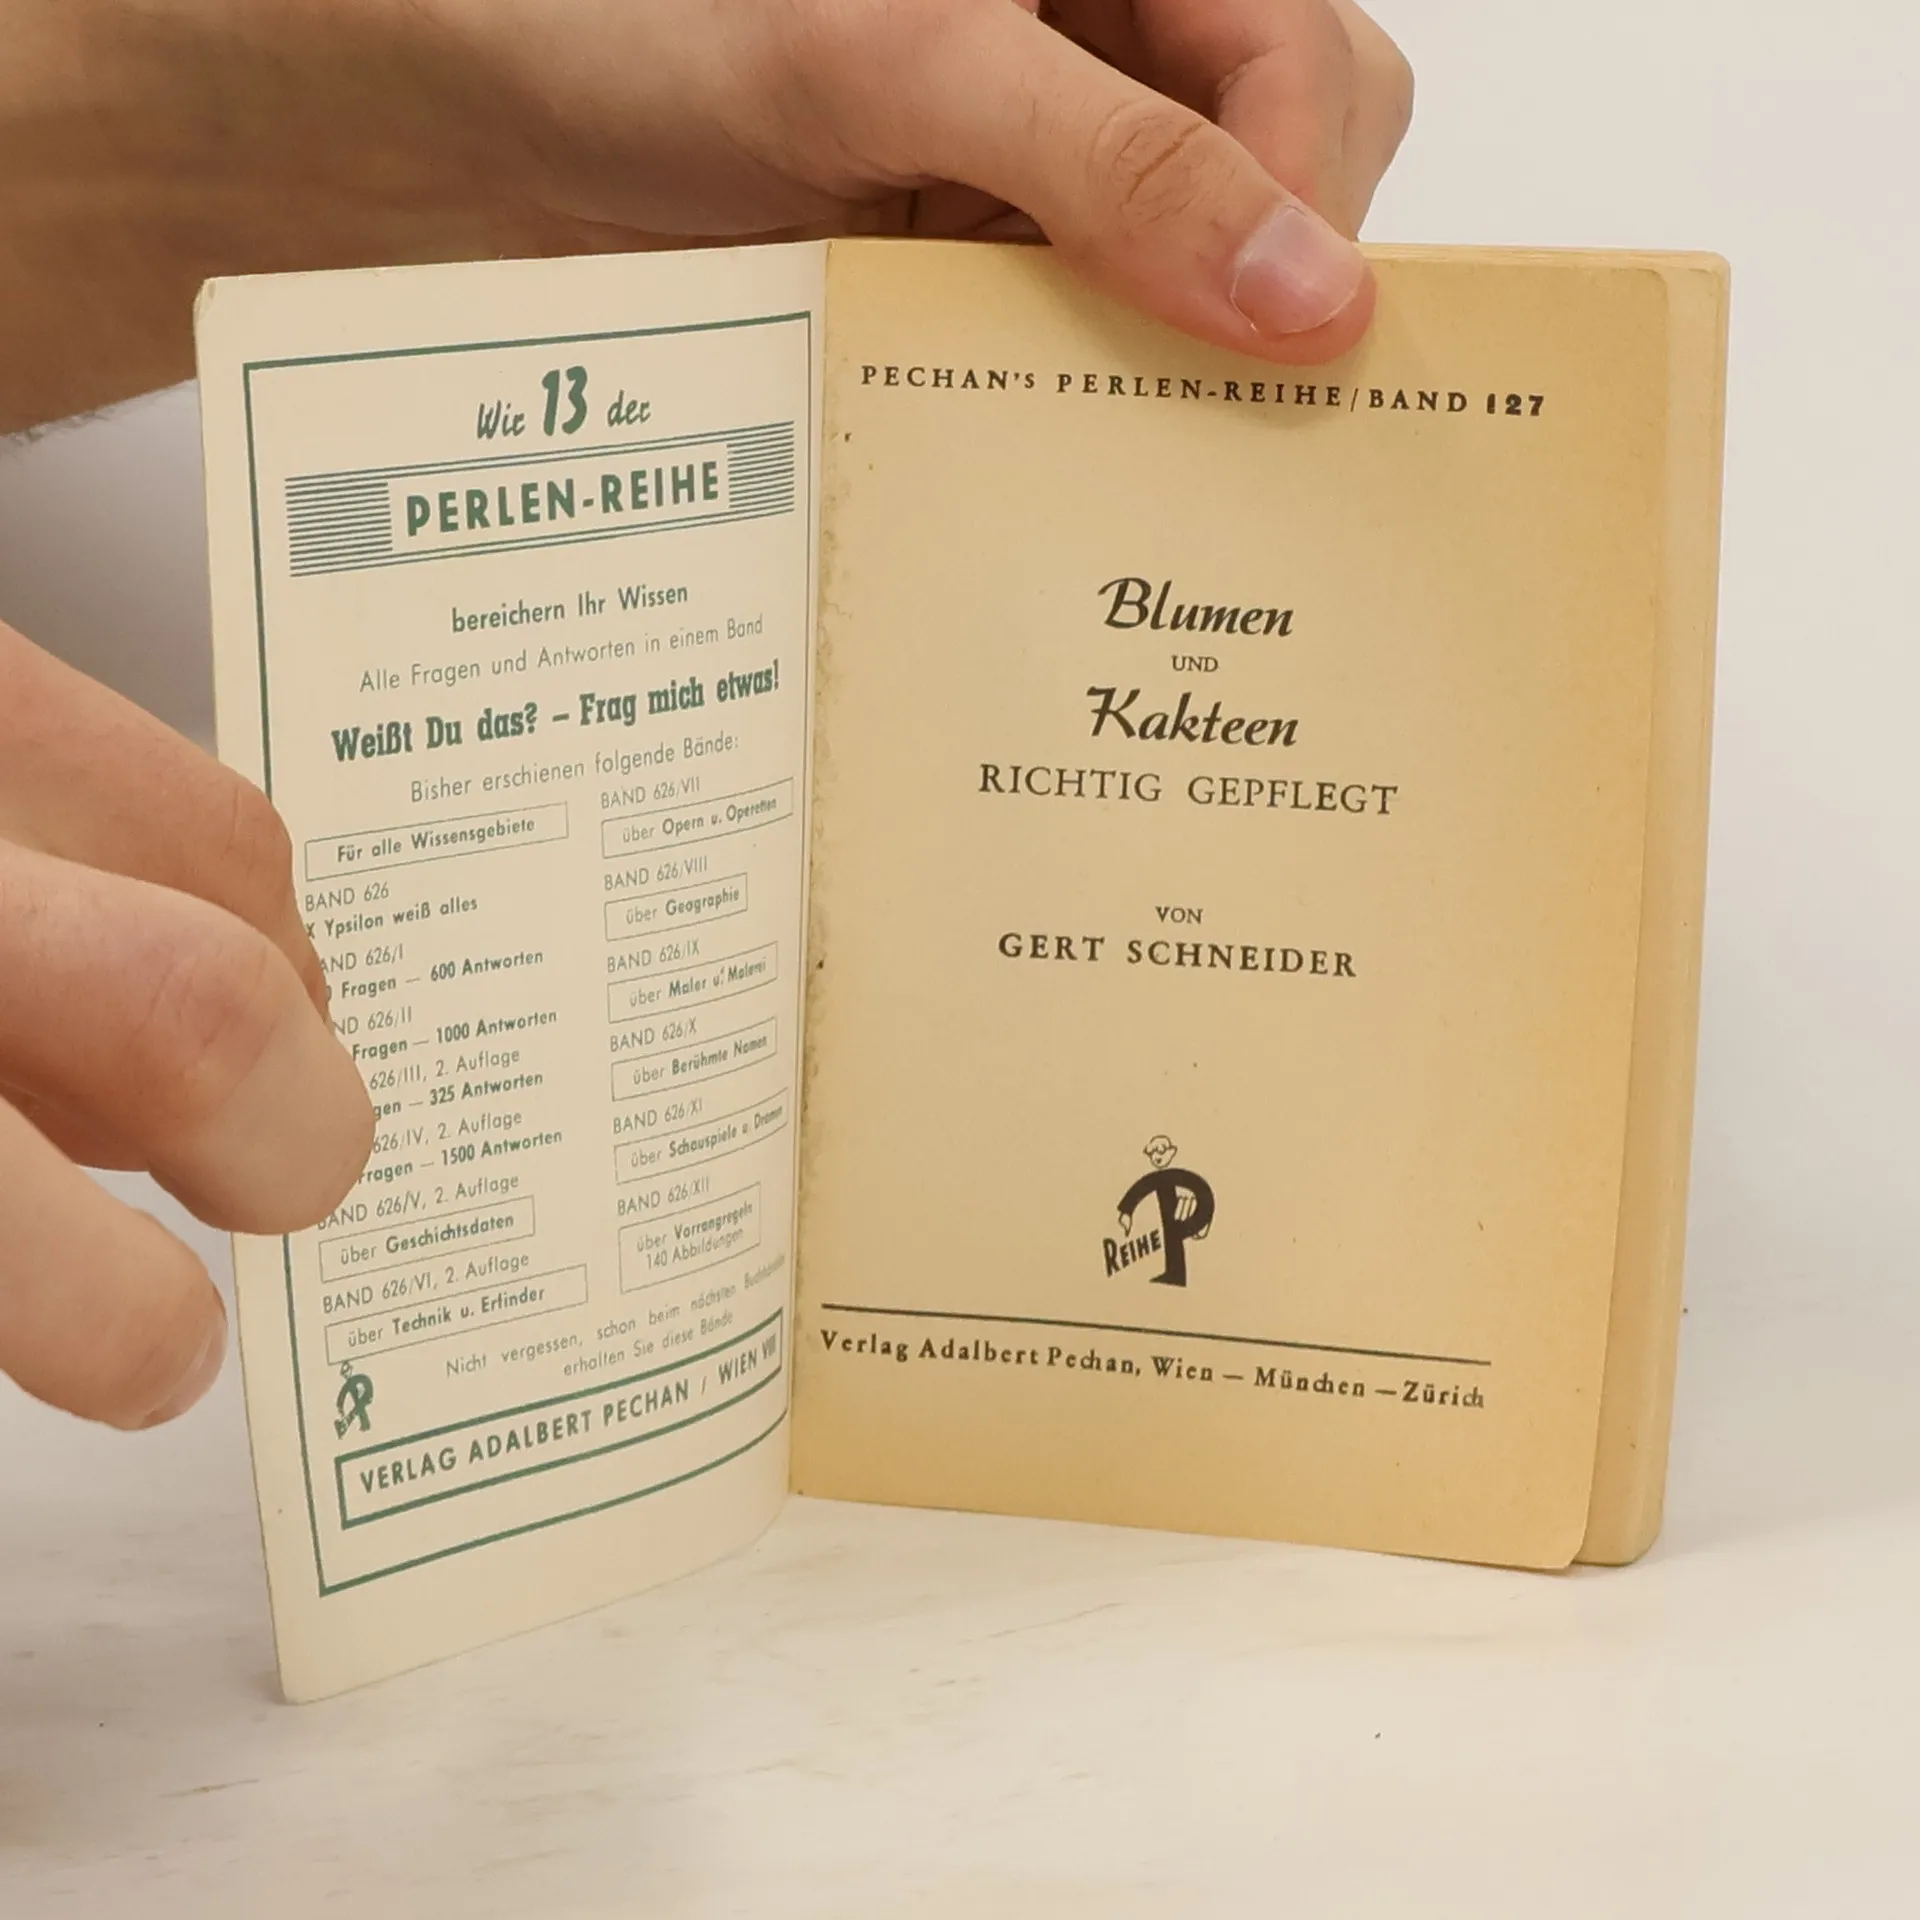 Wir 13 der
PERLEN-REIHE
bereichern Ihr Wissen
Alle Fragen und Antworten in einem Band
Weißt Du das? – Frag mich etwas!
Bisher erschienen folgende Bände:
Für alle Wissensgebiete
BAND 626
Ypsilon weiß alles
626/I
Fragen — 600 Antworten
626/II
Fragen — 1000 Antworten
626/III, 2. Auflage
— 325 Antworten
626/IV, 2. Auflage
— 1500 Antworten
BAND 626/V, 2. Auflage
über Geschichtsdaten
BAND 626/VI, 2. Auflage
über Technik u. Erfinder
BAND 626/VII
über Opern u. Operetten
BAND 626/VIII
über Geographie
BAND 626/IX
über Maler u. Malerei
BAND 626/X
über Berühmte Namen
BAND 626/XI
über Schauspiele u. Dramen
BAND 626/XII
über Vorrangregeln
140 Abbildungen
Nicht vergessen, schon beim nächsten Buchhändler
erhalten Sie diese Bände
VERLAG ADALBERT PECHAN / WIEN VIII
PECHAN'S PERLEN-REIHE/BAND 127
Blumen
UND
Kakteen
RICHTIG GEPFLEGT
VON
GERT SCHNEIDER
REIHE P
Verlag Adalbert Pechan, Wien — München — Zürich